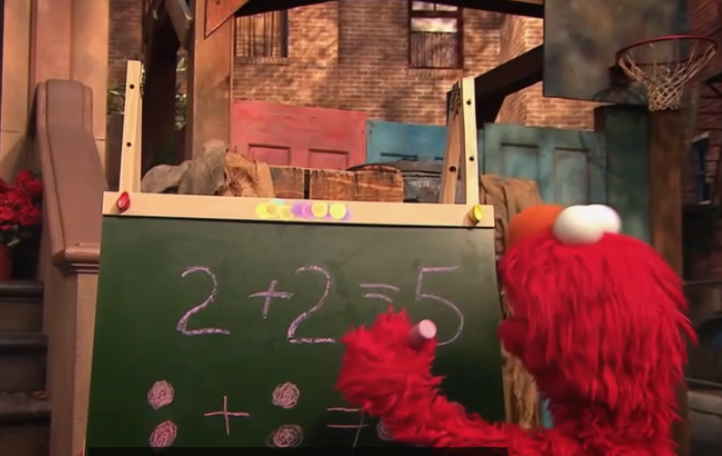 2+2=5
+ =